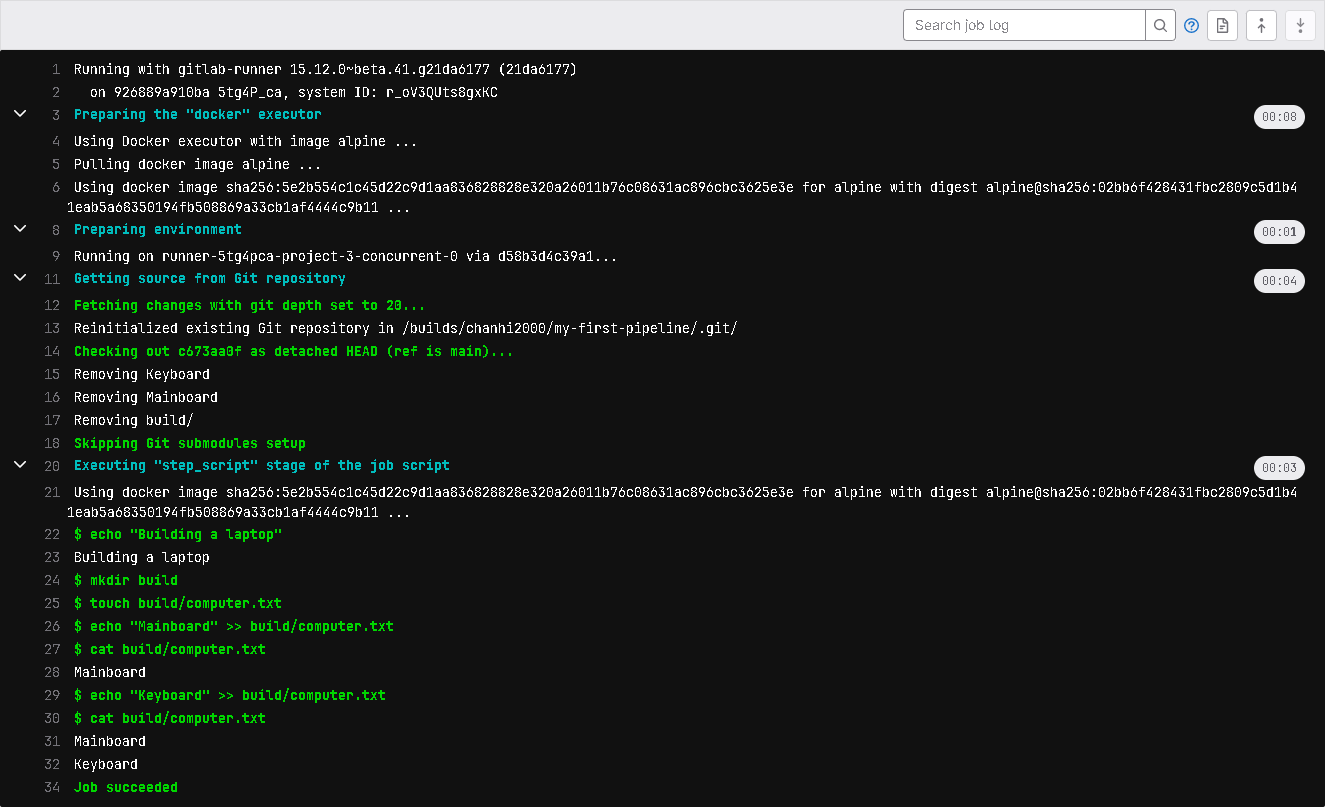 Search job log
1 Running with gitlab-runner 15.12.0~beta.41.g21da6177 (21da6177)
2 on 926889a910ba 5tg4P_ca, system ID: r_oV3QUts8gxKC
3 Preparing the "docker" executor 00:08
4 Using Docker executor with image alpine ...
5 Pulling docker image alpine ...
6 Using docker image sha256:5e2b554c1c45d22c9d1aa836828828e320a26011b76c08631ac896cbc3625e3e for alpine with digest alpine@sha256:02bb6f428431fbc2809c5d1b4
1eab5a68350194fb508869a33cb1af4444c9b11 ...
8 Preparing environment 00:01
9 Running on runner-5tg4pca-project-3-concurrent-0 via d58b3d4c39a1...
11 Getting source from Git repository 00:04
12 Fetching changes with git depth set to 20...
13 Reinitialized existing Git repository in /builds/chanhi2000/my-first-pipeline/.git/
14 Checking out c673aa0f as detached HEAD (ref is main)...
15 Removing Keyboard
16 Removing Mainboard
17 Removing build/
18 Skipping Git submodules setup
20 Executing "step_script" stage of the job script 00:03
21 Using docker image sha256:5e2b554c1c45d22c9d1aa836828828e320a26011b76c08631ac896cbc3625e3e for alpine with digest alpine@sha256:02bb6f428431fbc2809c5d1b4
1eab5a68350194fb508869a33cb1af4444c9b11 ...
22 $ echo "Building a laptop"
23 Building a laptop
24 $ mkdir build
25 $ touch build/computer.txt
26 $ echo "Mainboard" >> build/computer.txt
27 $ cat build/computer.txt
28 Mainboard
29 $ echo "Keyboard" >> build/computer.txt
30 $ cat build/computer.txt
31 Mainboard
32 Keyboard
34 Job succeeded